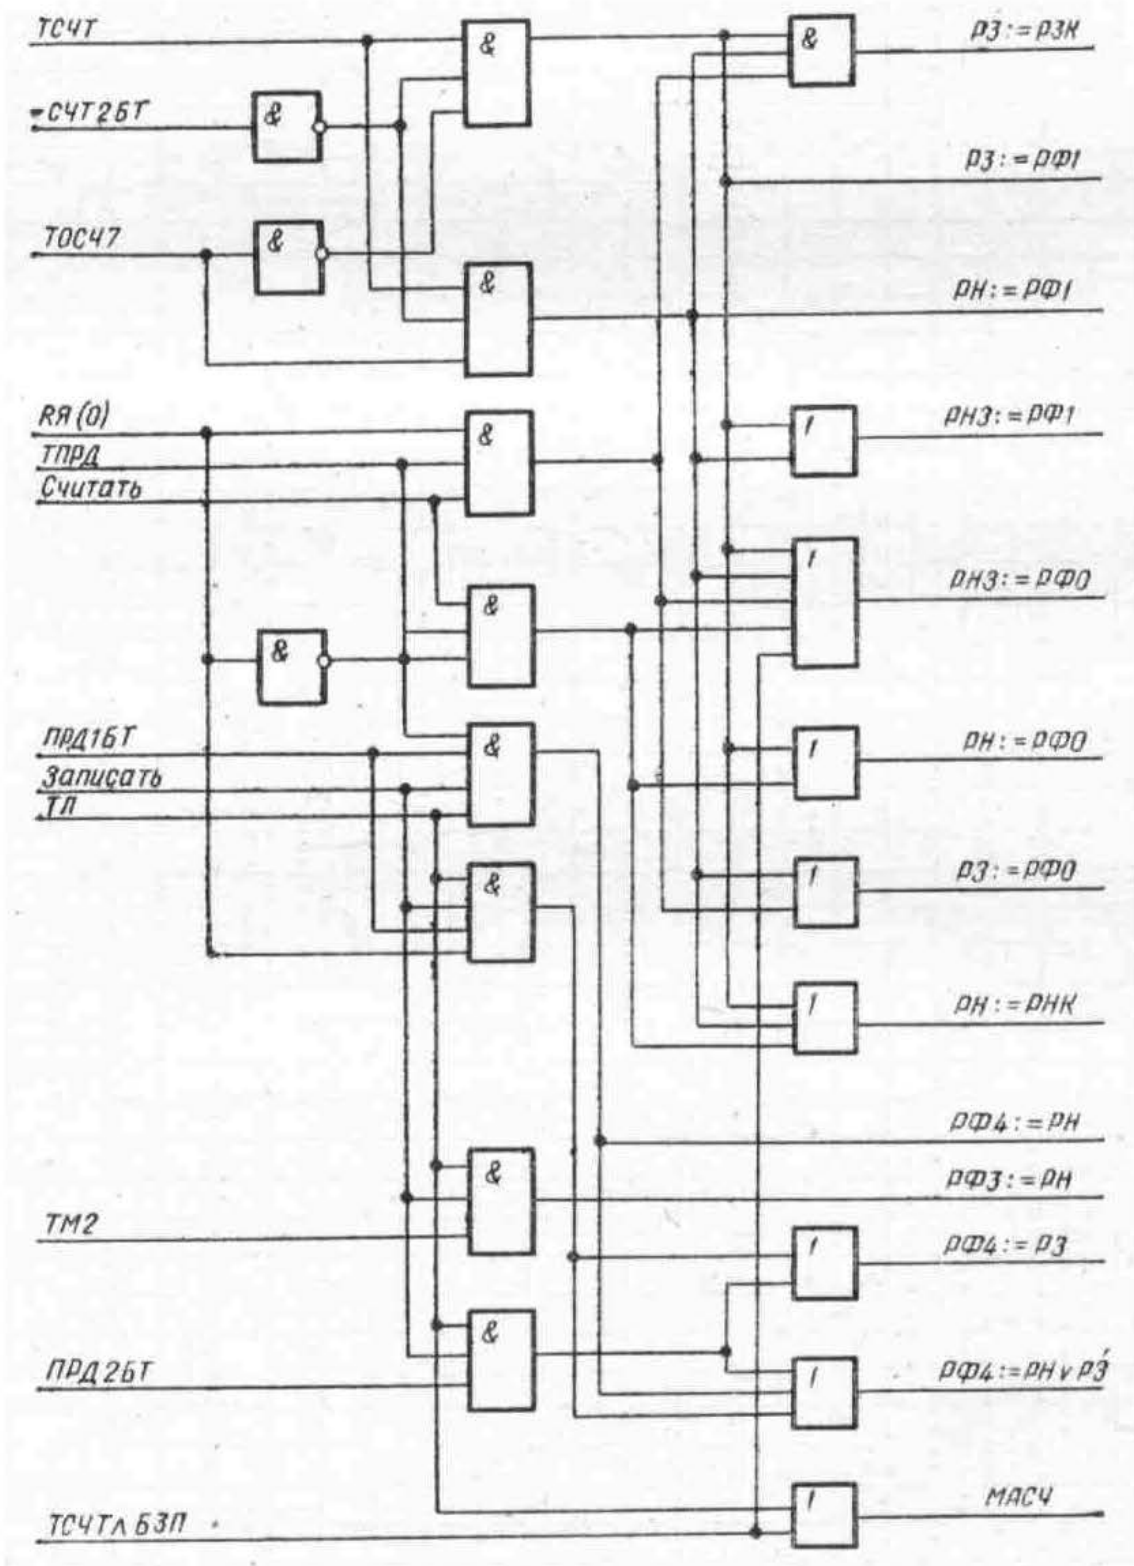 ТСЧТ
& & РЗ:=РЗК
СЧТ2БТ
&
РЗ:=РФ1
ТОСЧ7
&
& РН:=РФ1
RЯ(0)
& 1 РНЗ:=РФ1
ТПРД
Считать
1 РНЗ:=РФ0
&
&
ПРД1БТ
& 1 РН:=РФ0
Записать
ТП
& 1 РЗ:=РФ0
1 РН:=РНК
РФ4:=РН
& РФ3:=РН
ТМ2
1 РФ4:=РЗ
&
ПРД2БТ
1 РФ4:=РН∨РЗ
1 МАСЧ
ТСЧТ∧БЗП